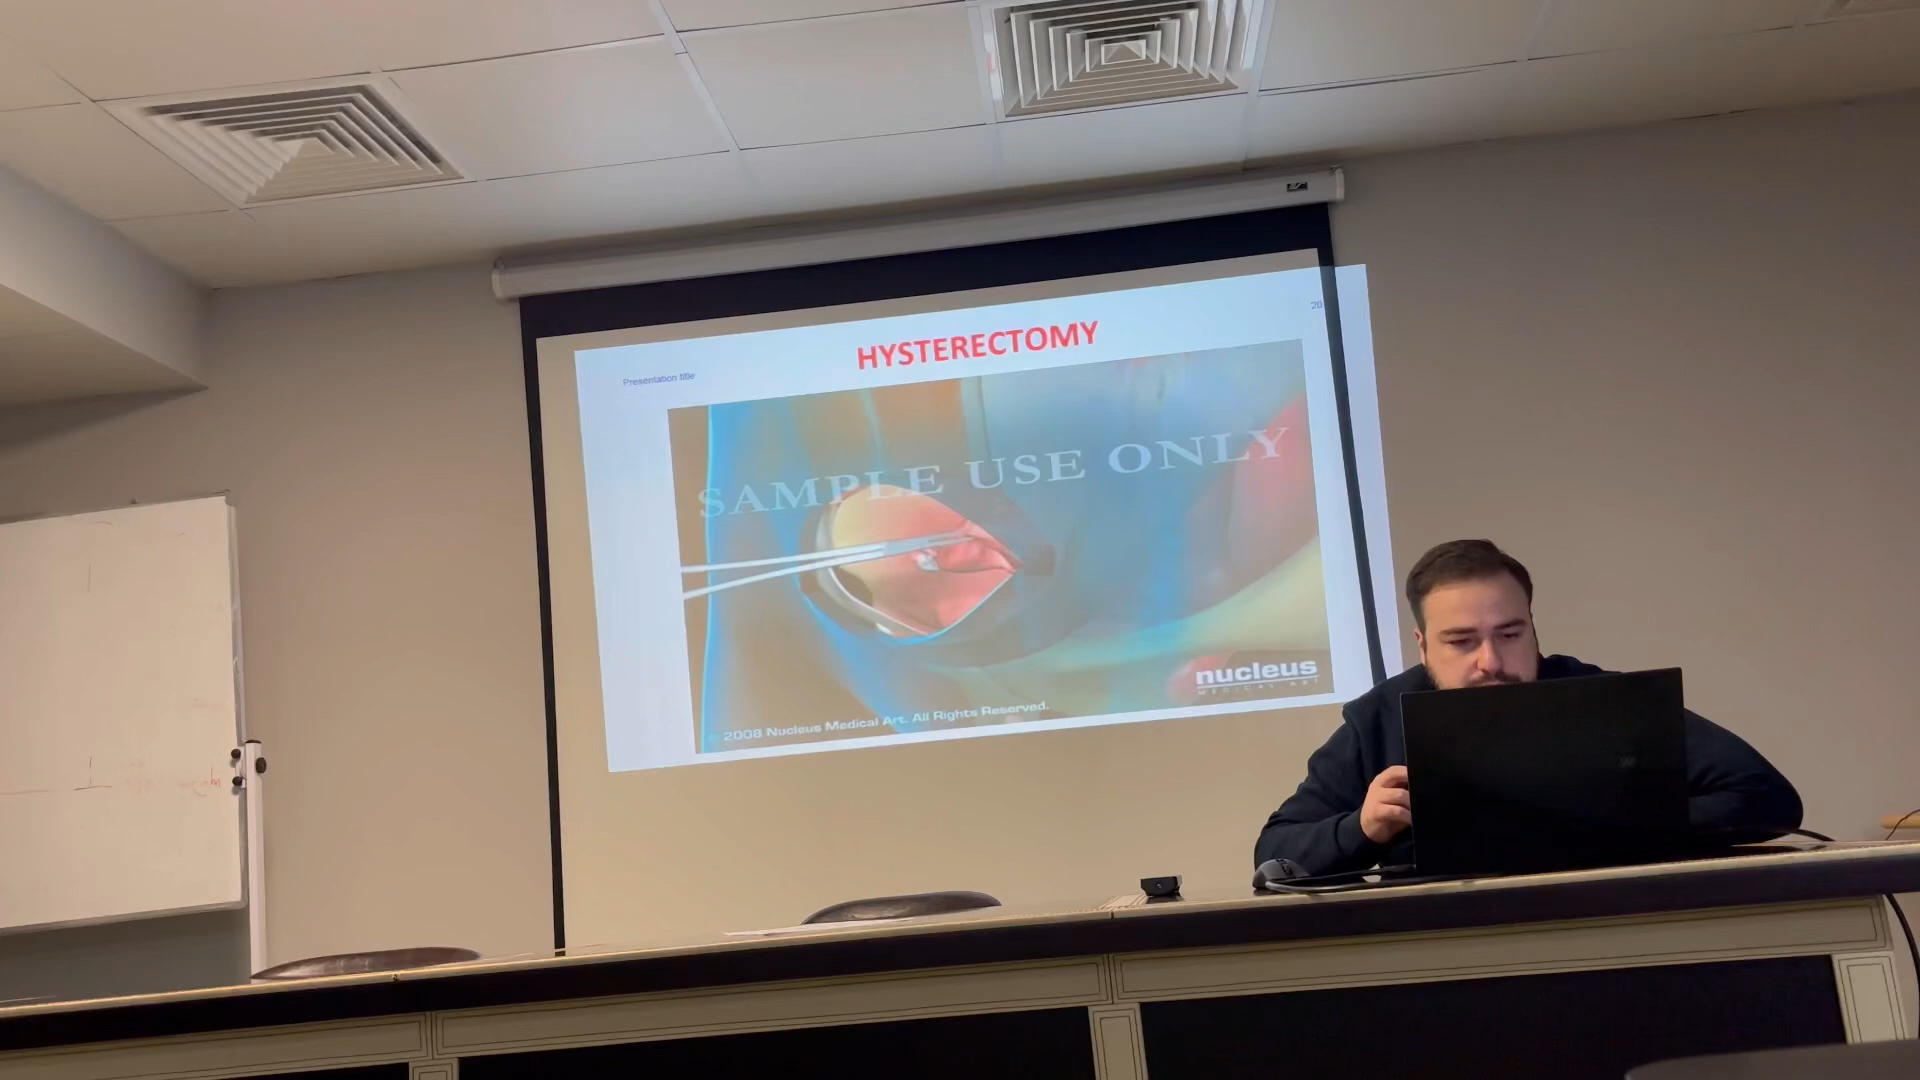 20
HYSTERECTOMY
Presentation title
SAMPLE USE ONLY
nucleus
MEDICAL ART
© 2008 Nucleus Medical Art. All Rights Reserved.